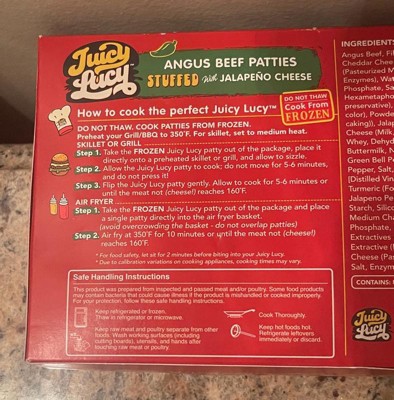 Juicy
Lucy™
ANGUS BEEF PATTIES
STUFFED with JALAPEÑO CHEESE
How to cook the perfect Juicy Lucy™
DO NOT THAW
Cook From
FROZEN
DO NOT THAW. COOK PATTIES FROM FROZEN.
Preheat your Grill/BBQ to 350°F. For skillet, set to medium heat.
SKILLET OR GRILL
Step 1. Take the FROZEN Juicy Lucy patty out of the package, place it
directly onto a preheated skillet or grill, and allow to sizzle.
Step 2. Allow the Juicy Lucy patty to cook; do not move for 5-6 minutes,
and do not press it!
Step 3. Flip the Juicy Lucy patty gently. Allow to cook for 5-6 minutes or
until the meat not (cheese!) reaches 160°F.
AIR FRYER
Step 1. Take the FROZEN Juicy Lucy patty out of the package and place
a single patty directly into the air fryer basket.
(avoid overcrowding the basket - do not overlap patties)
Step 2. Air fry at 350°F for 10 minutes or until the meat not (cheese!)
reaches 160°F.
* For food safety, let sit for 2 minutes before biting into your Juicy Lucy.
* Due to calibration variations on cooking appliances, cooking times may vary.
Safe Handling Instructions
This product was prepared from inspected and passed meat and/or poultry. Some food products
may contain bacteria that could cause illness if the product is mishandled or cooked improperly.
For your protection, follow these safe handling instructions.
Keep refrigerated or frozen.
Thaw in refrigerator or microwave.
Cook Thoroughly.
Keep raw meat and poultry separate from other
foods. Wash working surfaces (including
cutting boards), utensils, and hands after
touching raw meat or poultry.
Keep hot foods hot.
Refrigerate leftovers
immediately or discard.
INGREDIENTS
Angus Beef, Fil
Cheddar Chee
(Pasteurized M
Enzymes), Wat
Phosphate, Sa
Hexametapho
preservative),
color), Powde
caking)), Jala
Cheese (Milk,
Whey, Dehyd
Buttermilk, N
Green Bell Pe
Pepper, Salt,
(Distilled Vin
Turmeric (Fo
Jalapeno Pe
Starch, Silico
Medium Cha
Phosphate,
Extractives
Extractive (
Cheese (Pas
Salt, Enzym
CONTAINS:
Juicy
Lucy